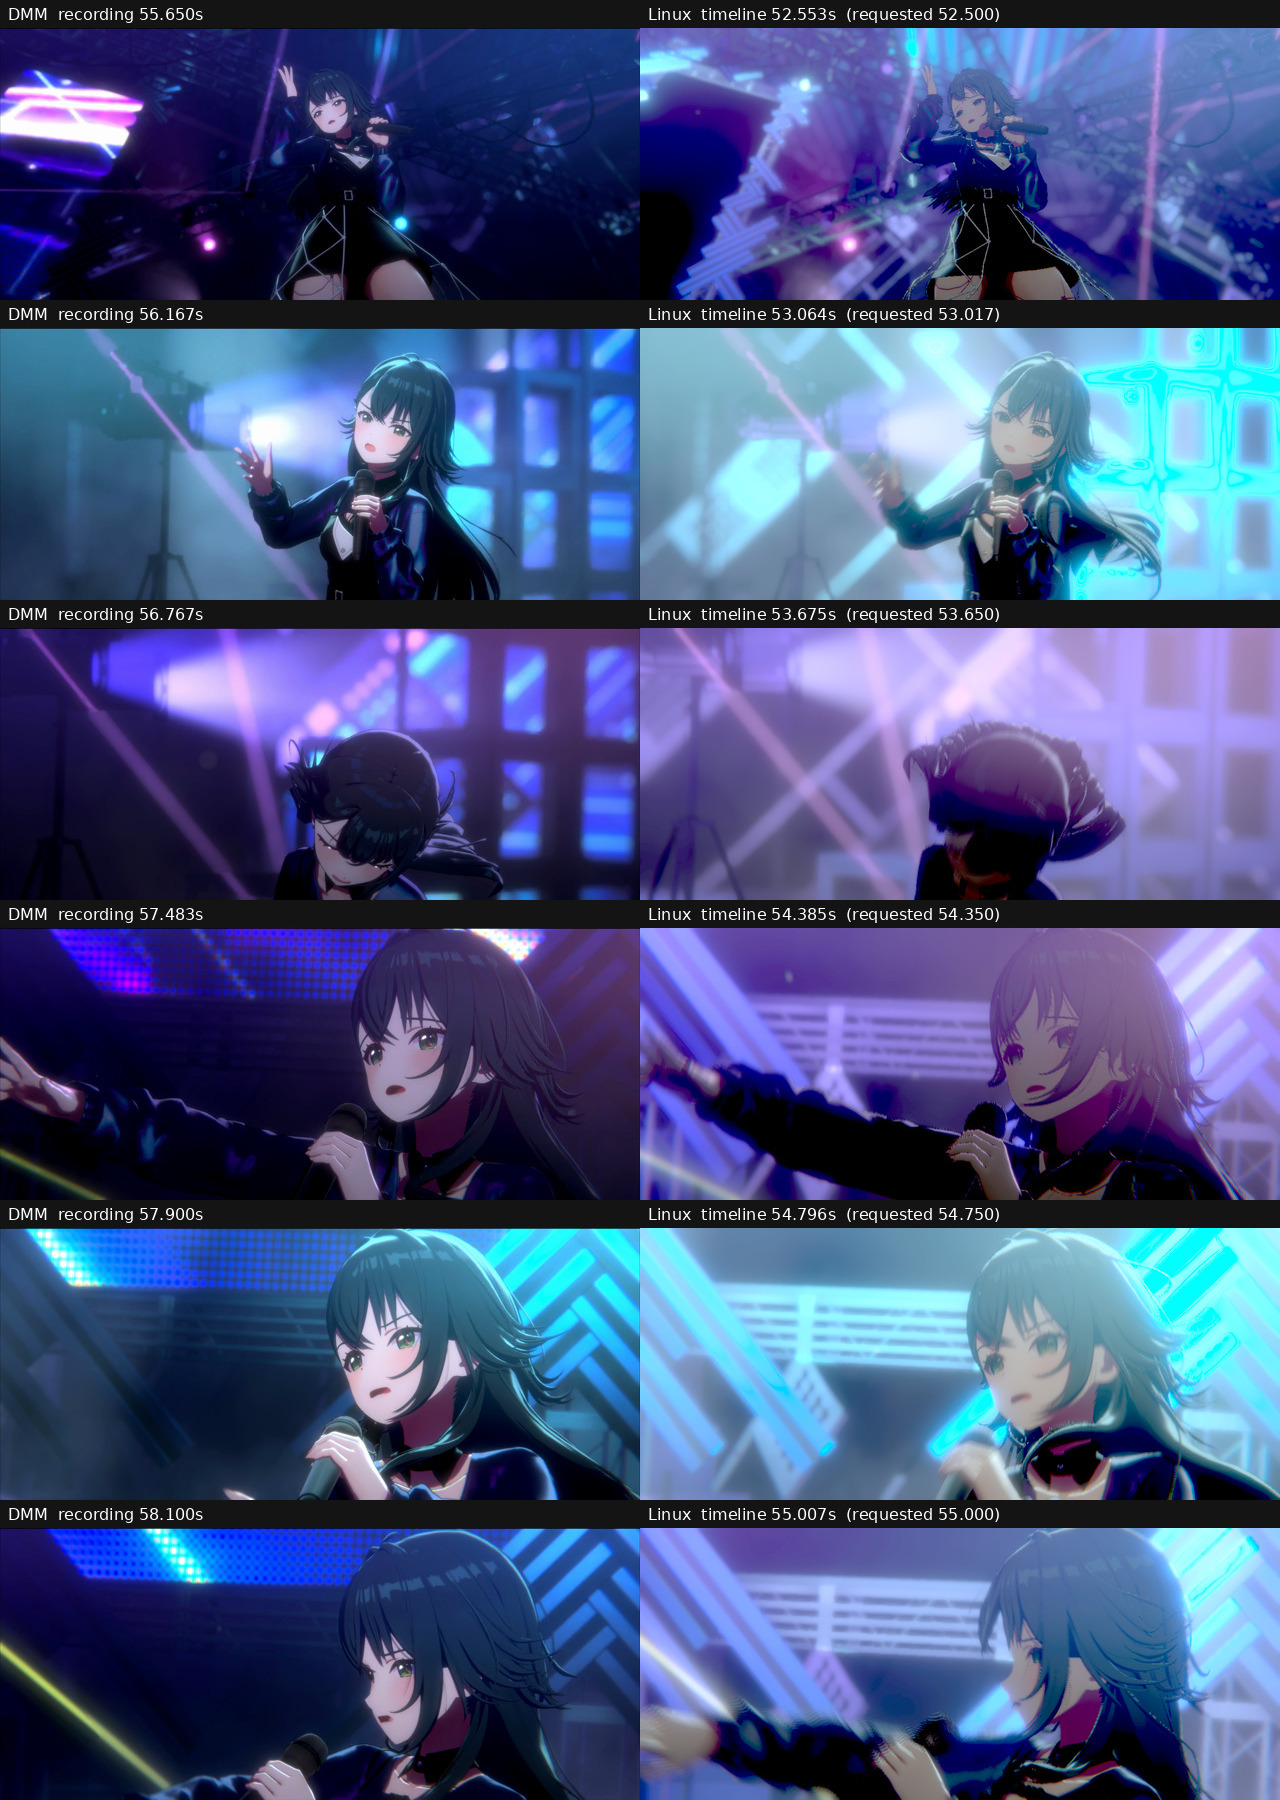 DMM recording 55.650s
Linux timeline 52.553s (requested 52.500)
DMM recording 56.167s
Linux timeline 53.064s (requested 53.017)
DMM recording 56.767s
Linux timeline 53.675s (requested 53.650)
DMM recording 57.483s
Linux timeline 54.385s (requested 54.350)
DMM recording 57.900s
Linux timeline 54.796s (requested 54.750)
DMM recording 58.100s
Linux timeline 55.007s (requested 55.000)